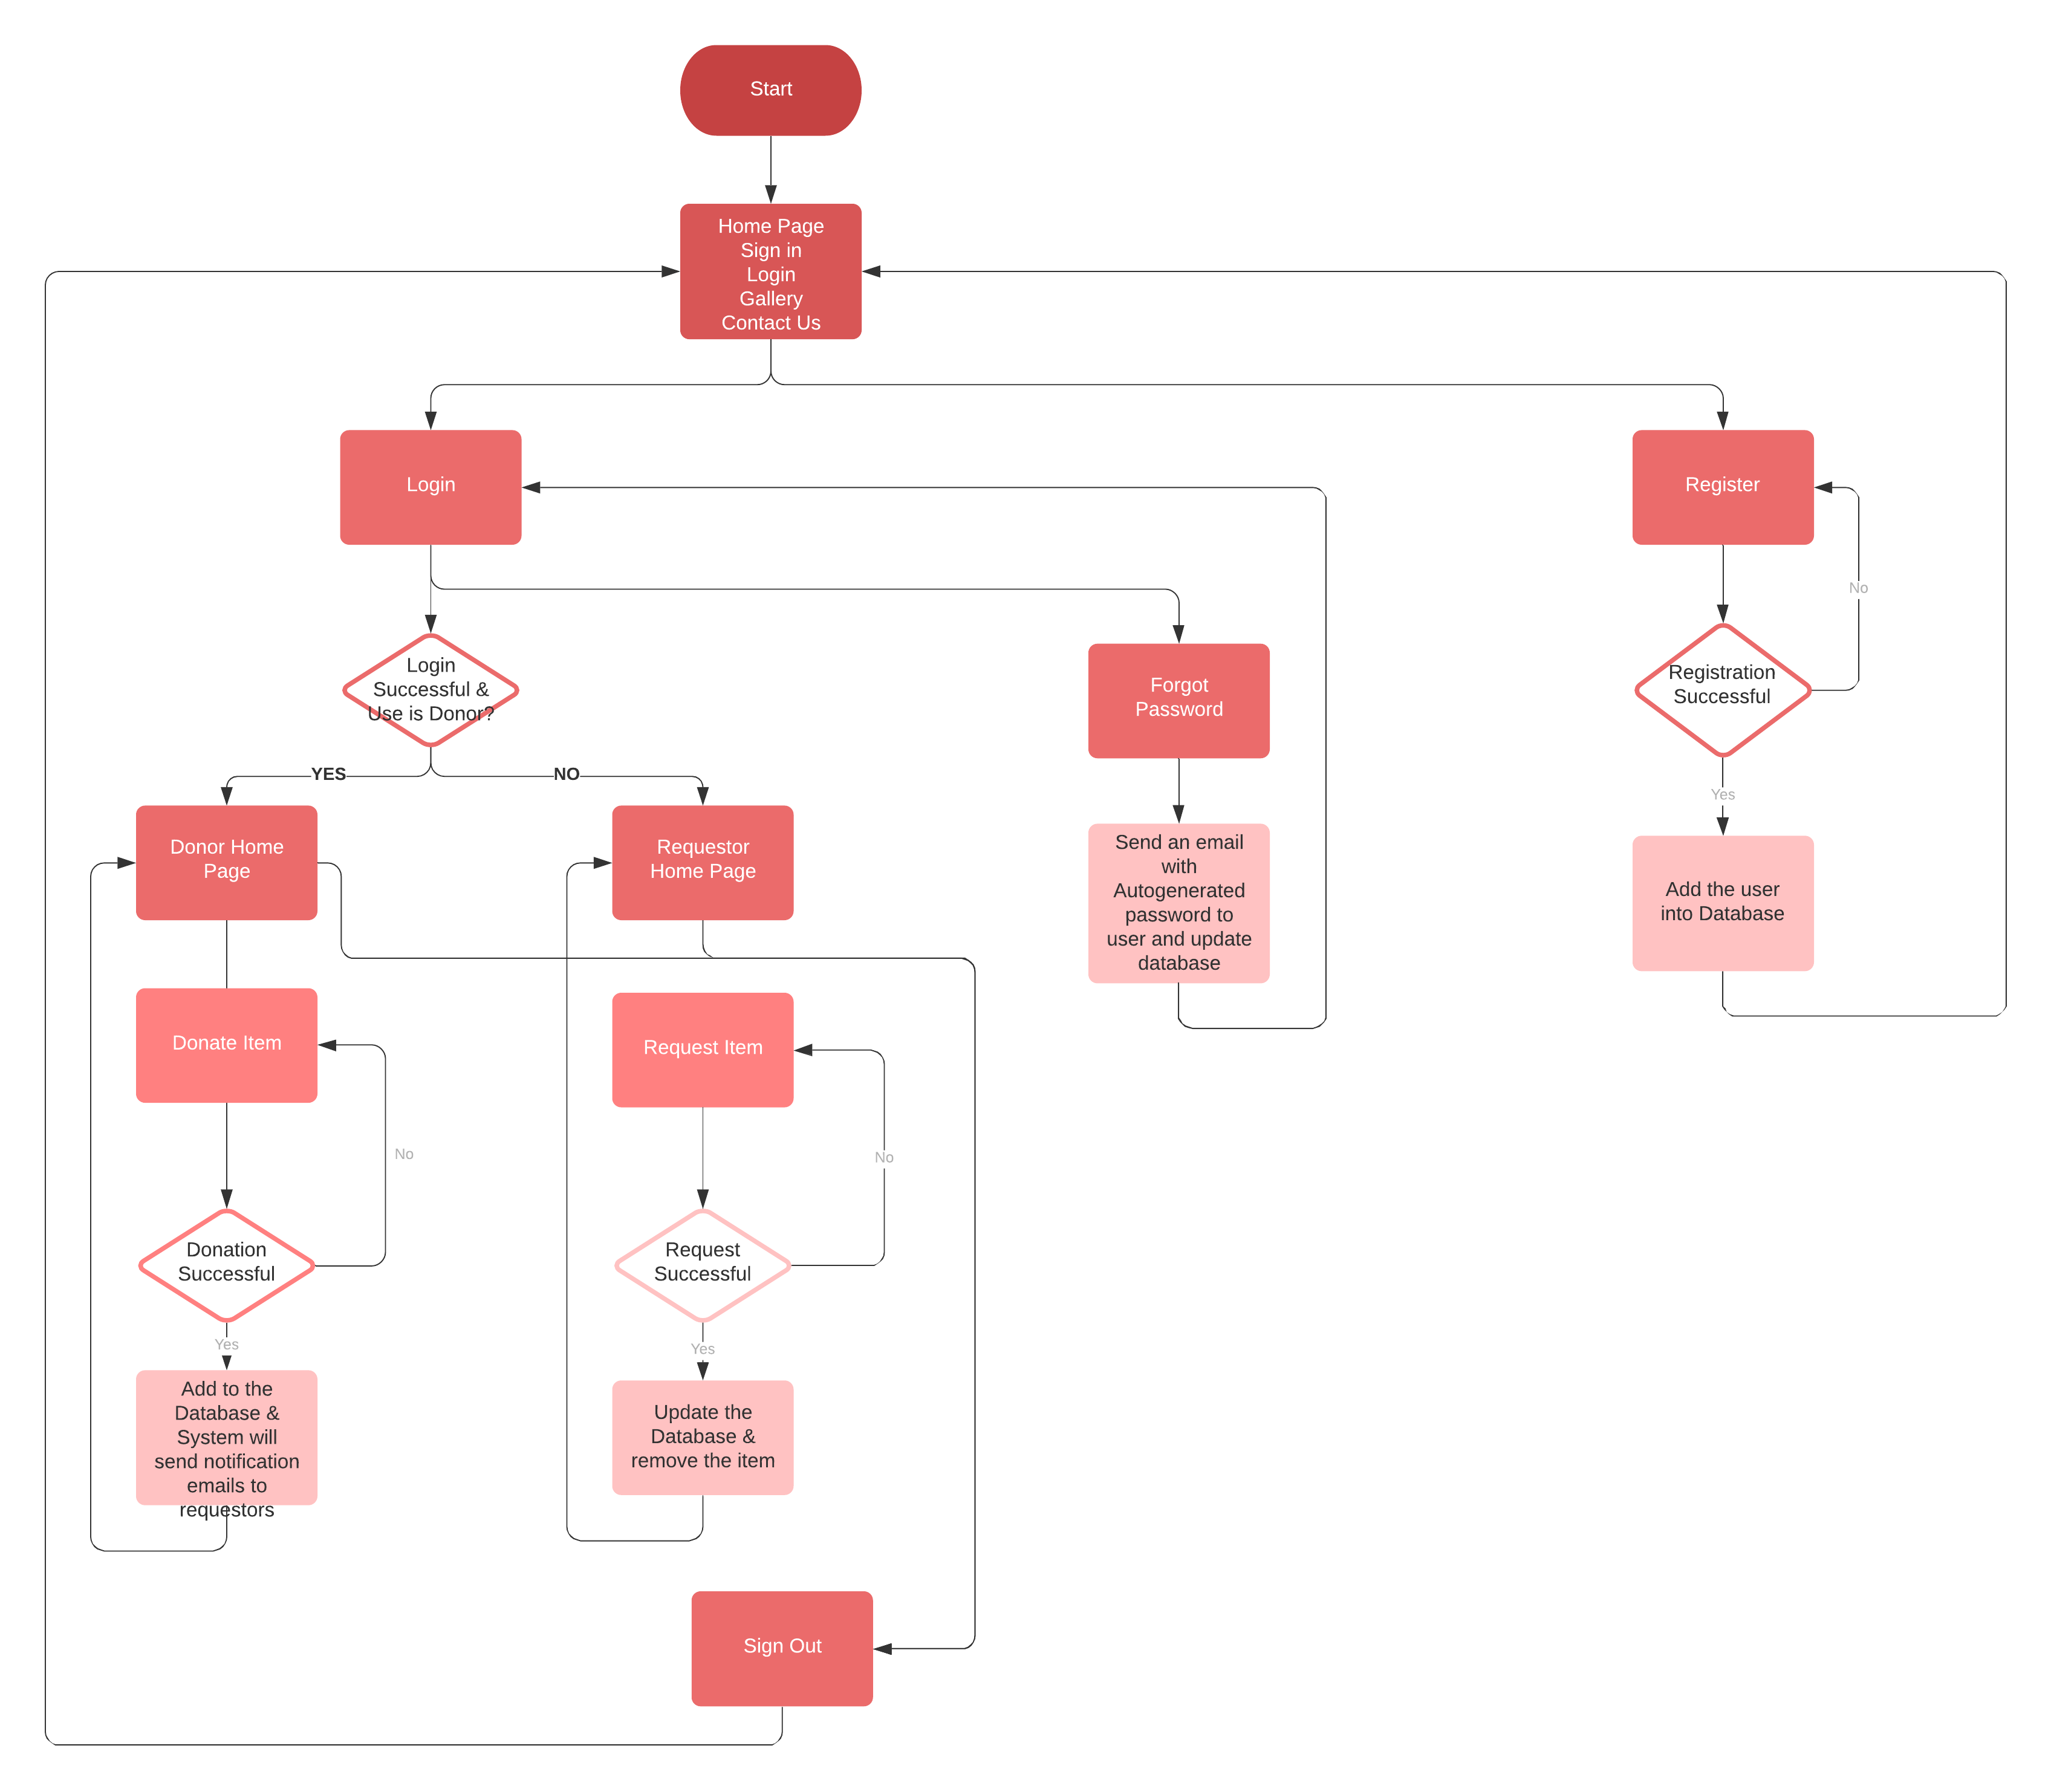 Start
Home Page
Sign in
Login
Gallery
Contact Us
Login
Register
No
Login
Successful &
Use is Donor?
Forgot
Password
Registration
Successful
YES
NO
Yes
Donor Home
Page
Requestor
Home Page
Send an email
with
Autogenerated
password to
user and update
database
Add the user
into Database
Donate Item
Request Item
No
No
Donation
Successful
Request
Successful
Yes
Yes
Add to the
Database &
System will
send notification
emails to
requestors
Update the
Database &
remove the item
Sign Out